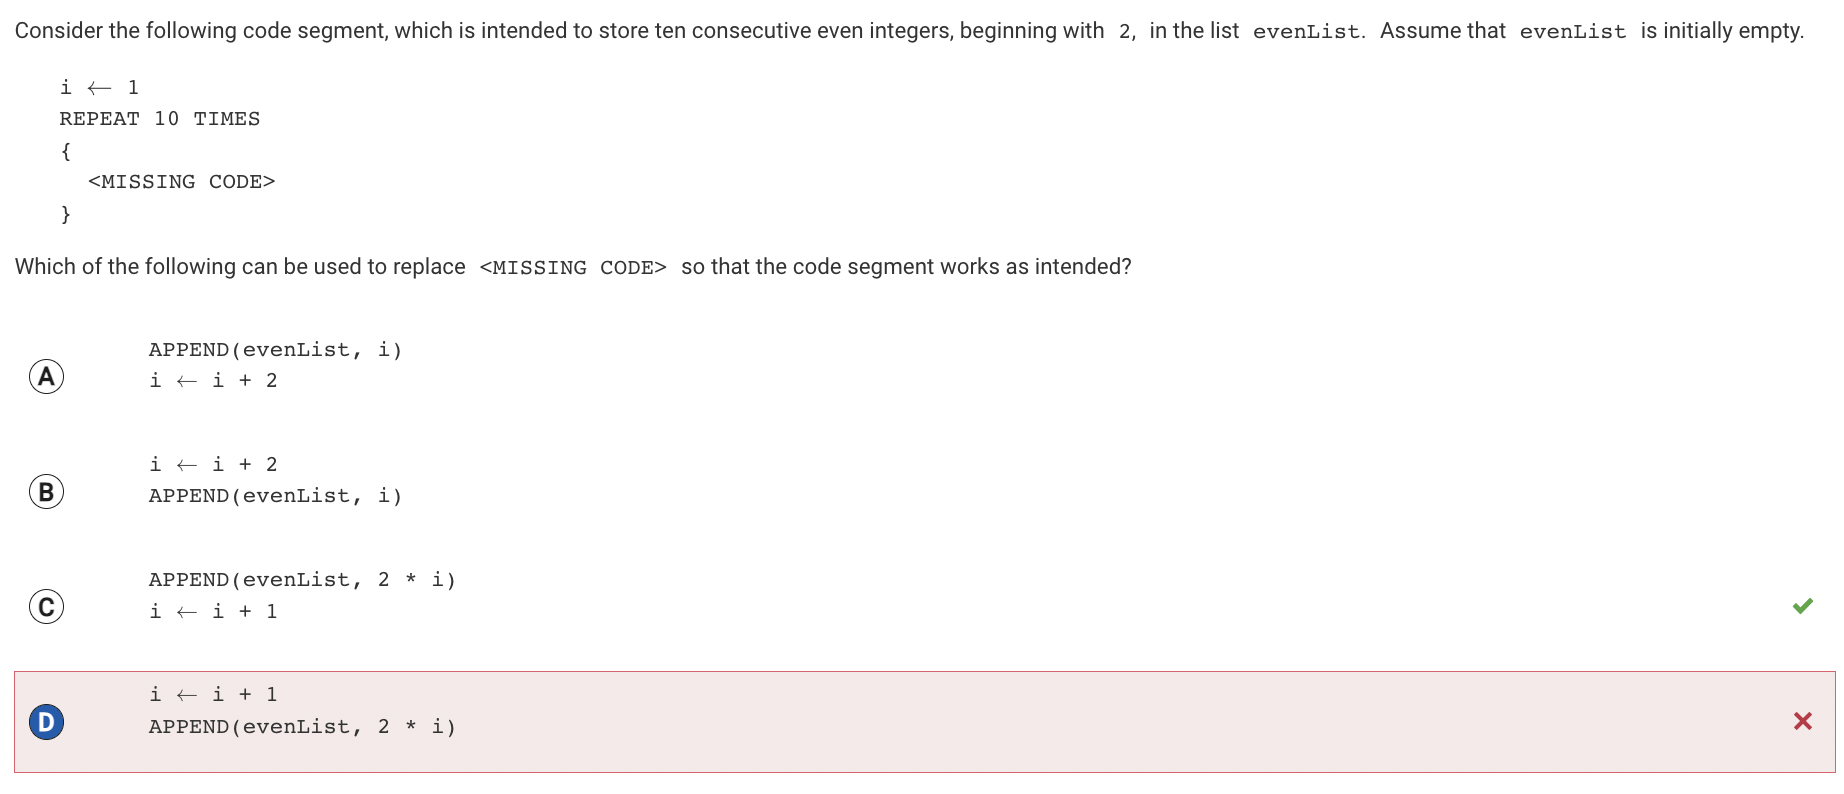 Consider the following code segment, which is intended to store ten consecutive even integers, beginning with 2, in the list evenList. Assume that evenList is initially empty.
i ← 1
REPEAT 10 TIMES
{
<MISSING CODE>
}
Which of the following can be used to replace <MISSING CODE> so that the code segment works as intended?
APPEND(evenList, i)
A
i ← i + 2
i ← i + 2
B
APPEND(evenList, i)
APPEND(evenList, 2 * i)
C
i ← i + 1
i ← i + 1
D
APPEND(evenList, 2 * i)